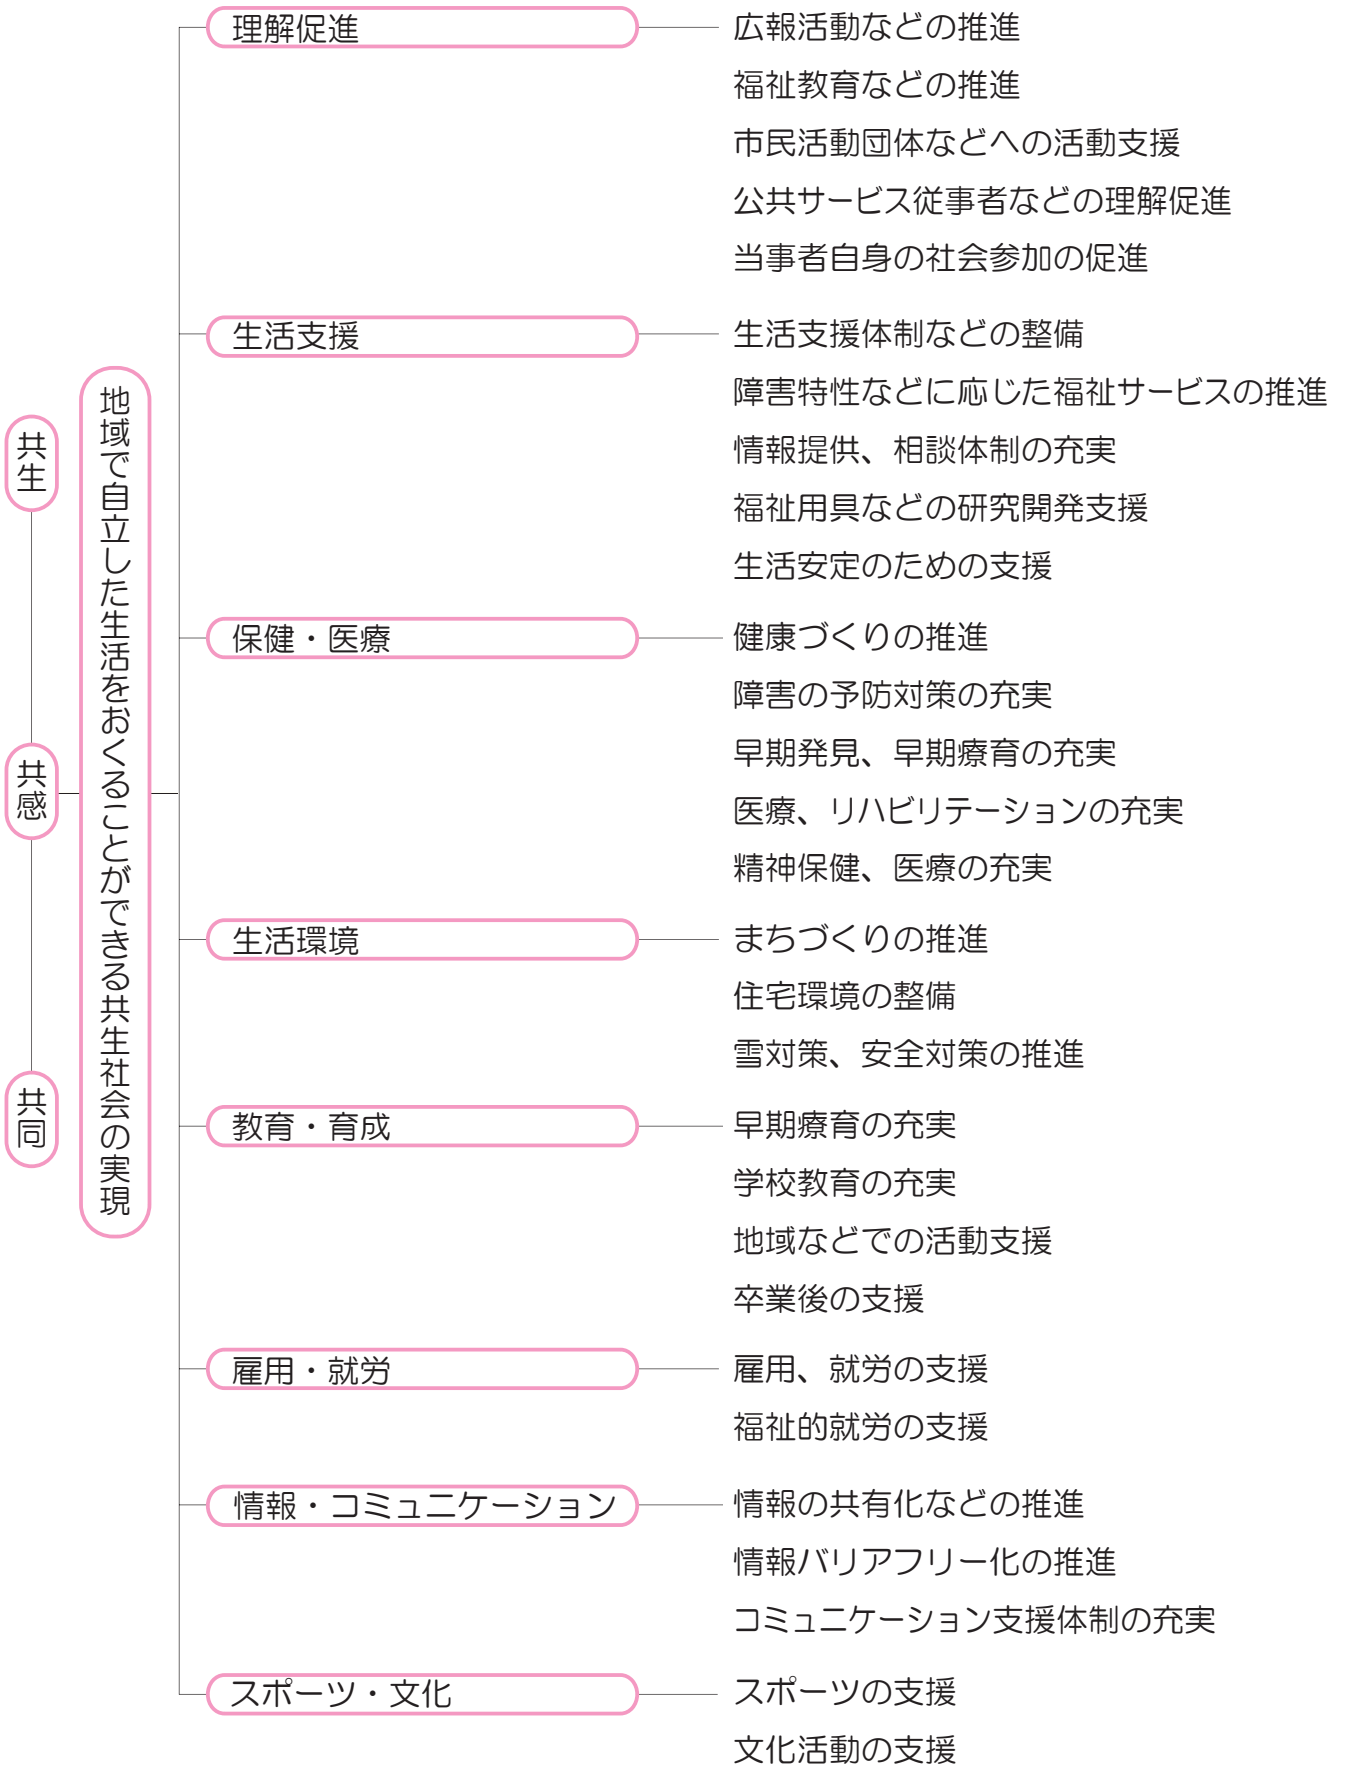 共生
共感
共同
地域で自立した生活をおくることができる共生社会の実現
理解促進
広報活動などの推進
福祉教育などの推進
市民活動団体などへの活動支援
公共サービス従事者などの理解促進
当事者自身の社会参加の促進
生活支援
生活支援体制などの整備
障害特性などに応じた福祉サービスの推進
情報提供、相談体制の充実
福祉用具などの研究開発支援
生活安定のための支援
保健・医療
健康づくりの推進
障害の予防対策の充実
早期発見、早期療育の充実
医療、リハビリテーションの充実
精神保健、医療の充実
生活環境
まちづくりの推進
住宅環境の整備
雪対策、安全対策の推進
教育・育成
早期療育の充実
学校教育の充実
地域などでの活動支援
卒業後の支援
雇用・就労
雇用、就労の支援
福祉的就労の支援
情報・コミュニケーション
情報の共有化などの推進
情報バリアフリー化の推進
コミュニケーション支援体制の充実
スポーツ・文化
スポーツの支援
文化活動の支援